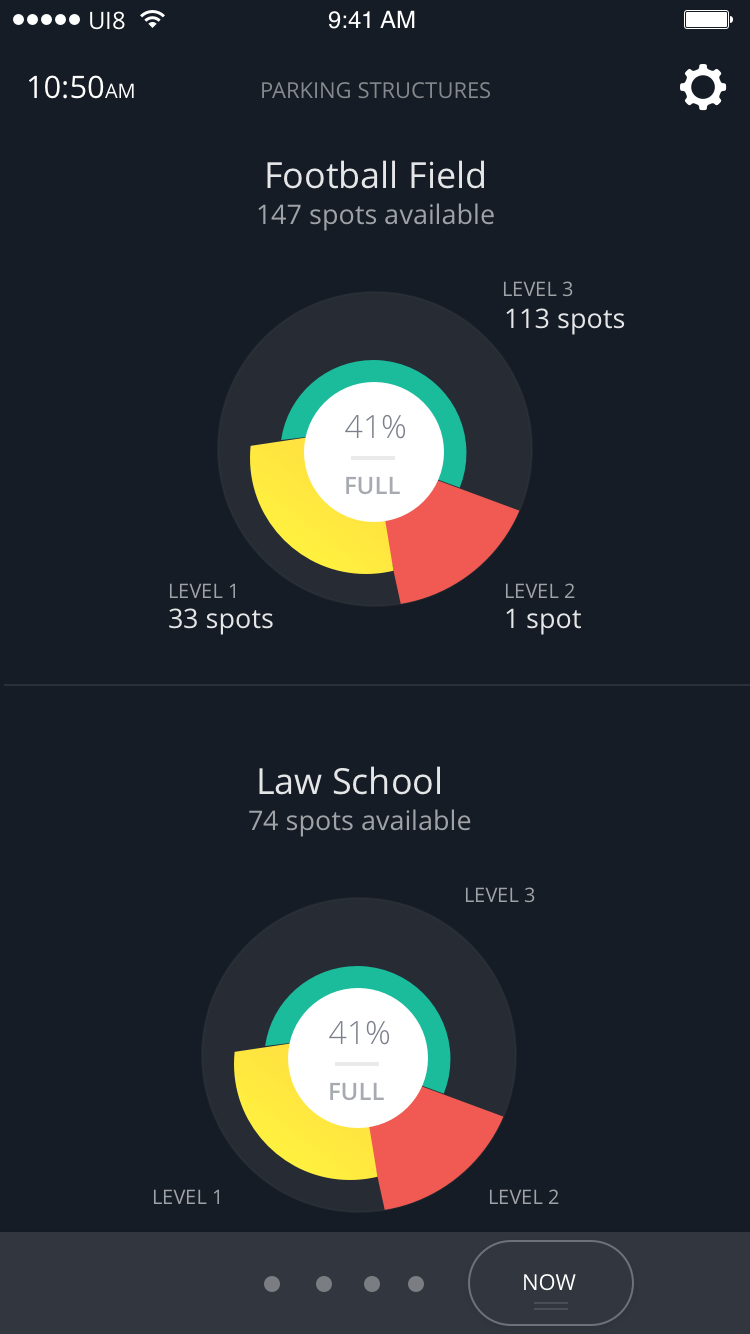 UI8 9:41 AM
10:50AM PARKING STRUCTURES
Football Field
147 spots available
LEVEL 3
113 spots
41%
FULL
LEVEL 1
33 spots
LEVEL 2
1 spot
Law School
74 spots available
LEVEL 3
41%
FULL
LEVEL 1
LEVEL 2
NOW